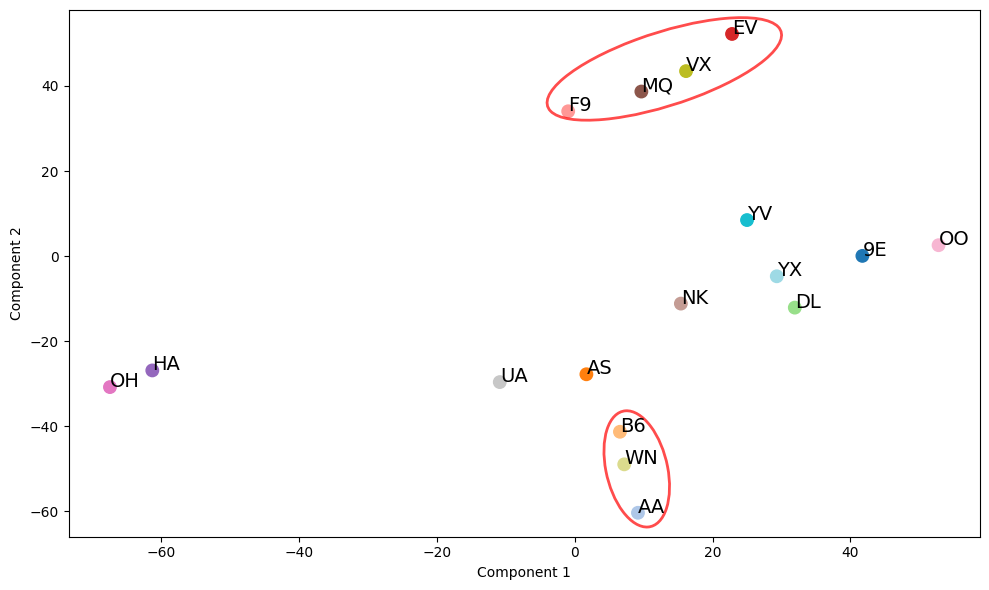 EV
VX
MQ
F9
YV
OO
9E
YX
DL
NK
HA
OH
UA
AS
B6
WN
AA
40
20
0
−20
−40
−60
−60
−40
−20
0
20
40
Component 2
Component 1